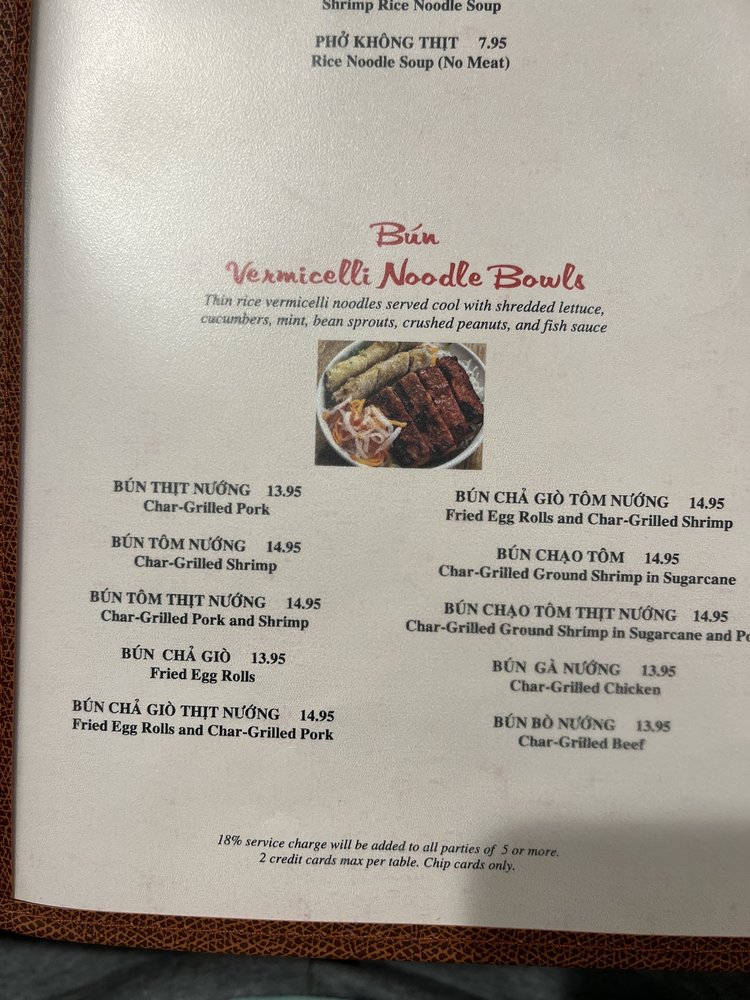 Shrimp Rice Noodle Soup
PHỞ KHÔNG THỊT 7.95
Rice Noodle Soup (No Meat)
Bún
Vermicelli Noodle Bowls
Thin rice vermicelli noodles served cool with shredded lettuce,
cucumbers, mint, bean sprouts, crushed peanuts, and fish sauce
BÚN THỊT NƯỚNG 13.95
Char-Grilled Pork
BÚN TÔM NƯỚNG 14.95
Char-Grilled Shrimp
BÚN TÔM THỊT NƯỚNG 14.95
Char-Grilled Pork and Shrimp
BÚN CHẢ GIÒ 13.95
Fried Egg Rolls
BÚN CHẢ GIÒ THỊT NƯỚNG 14.95
Fried Egg Rolls and Char-Grilled Pork
BÚN CHẢ GIÒ TÔM NƯỚNG 14.95
Fried Egg Rolls and Char-Grilled Shrimp
BÚN CHẠO TÔM 14.95
Char-Grilled Ground Shrimp in Sugarcane
BÚN CHẠO TÔM THỊT NƯỚNG 14.95
Char-Grilled Ground Shrimp in Sugarcane and
BÚN GÀ NƯỚNG 13.95
Char-Grilled Chicken
BÚN BÒ NƯỚNG 13.95
Char-Grilled Beef
18% service charge will be added to all parties of 5 or more.
2 credit cards max per table. Chip cards only.